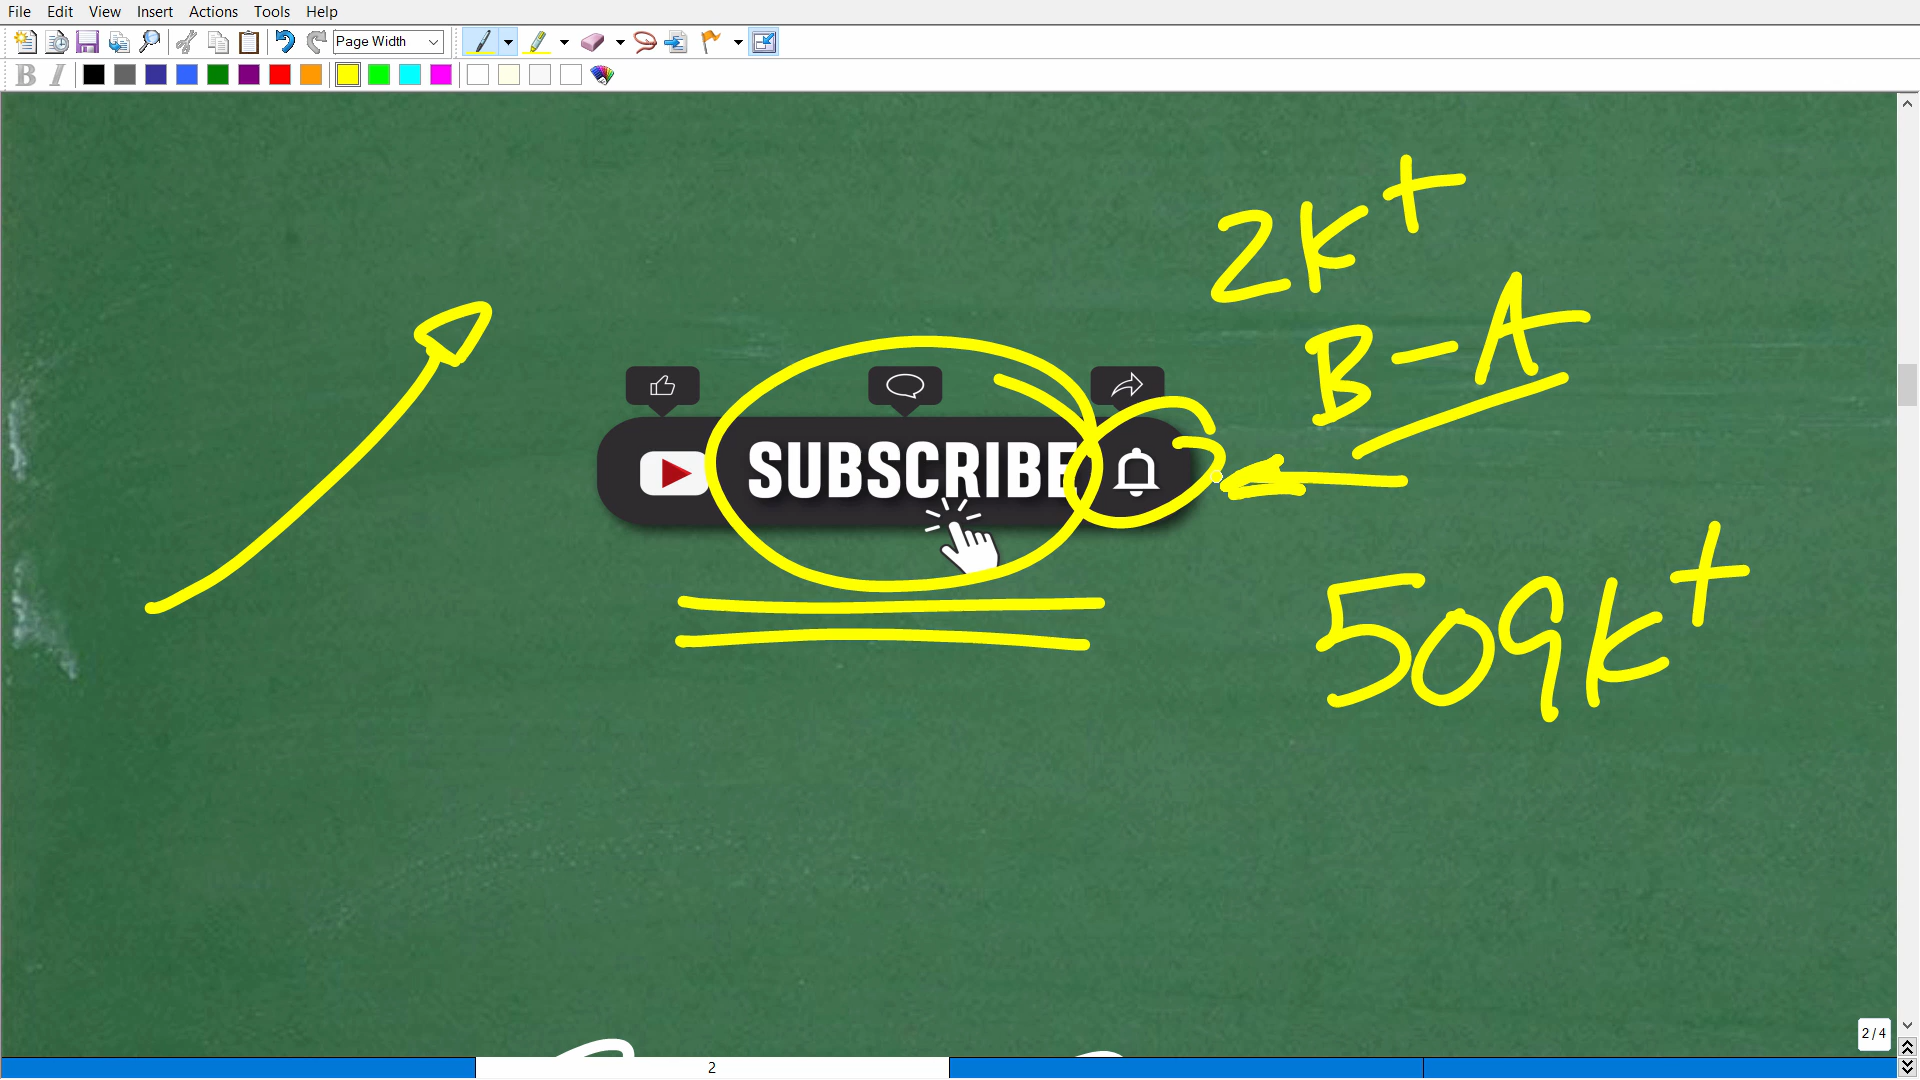 File Edit View Insert Actions Tools Help
Page Width
B I
2K+
B-A
SUBSCRIBE
509K+
2 / 4
2